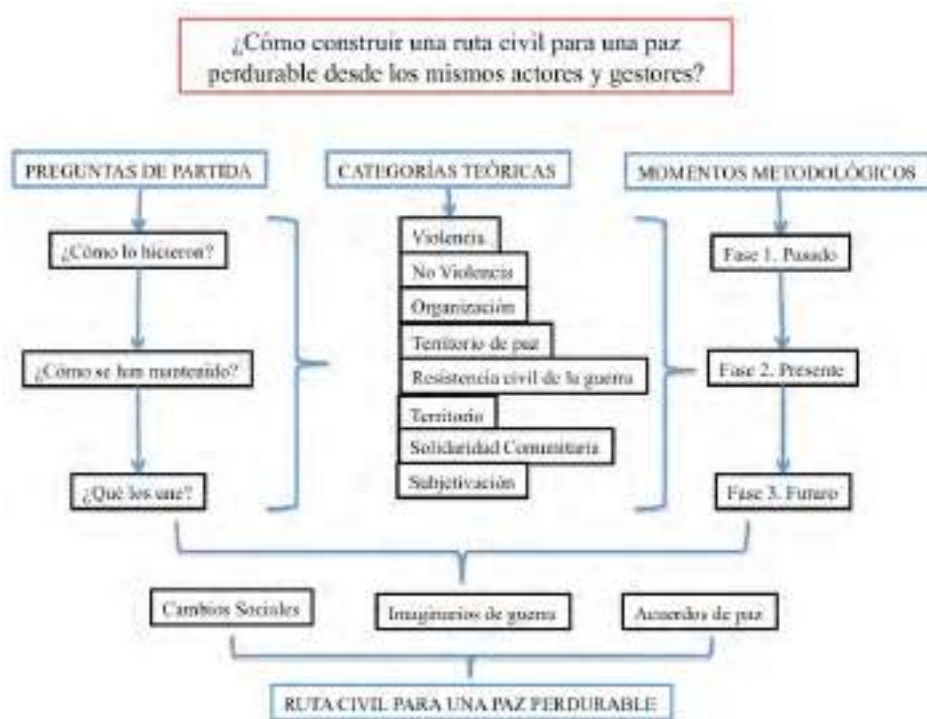 ¿Cómo construir una ruta civil para una paz
perdurable desde los mismos actores y gestores?
PREGUNTAS DE PARTIDA
¿Cómo lo hicieron?
¿Cómo se han mantenido?
¿Qué los une?
CATEGORÍAS TEÓRICAS
Violencia
No Violencia
Organización
Territorio de paz
Resistencia civil de la guerra
Territorio
Solidaridad Comunitaria
Subjetivación
MOMENTOS METODOLÓGICOS
Fase 1. Pasado
Fase 2. Presente
Fase 3. Futuro
Cambios Sociales
Imaginarios de guerra
Acuerdos de paz
RUTA CIVIL PARA UNA PAZ PERDURABLE